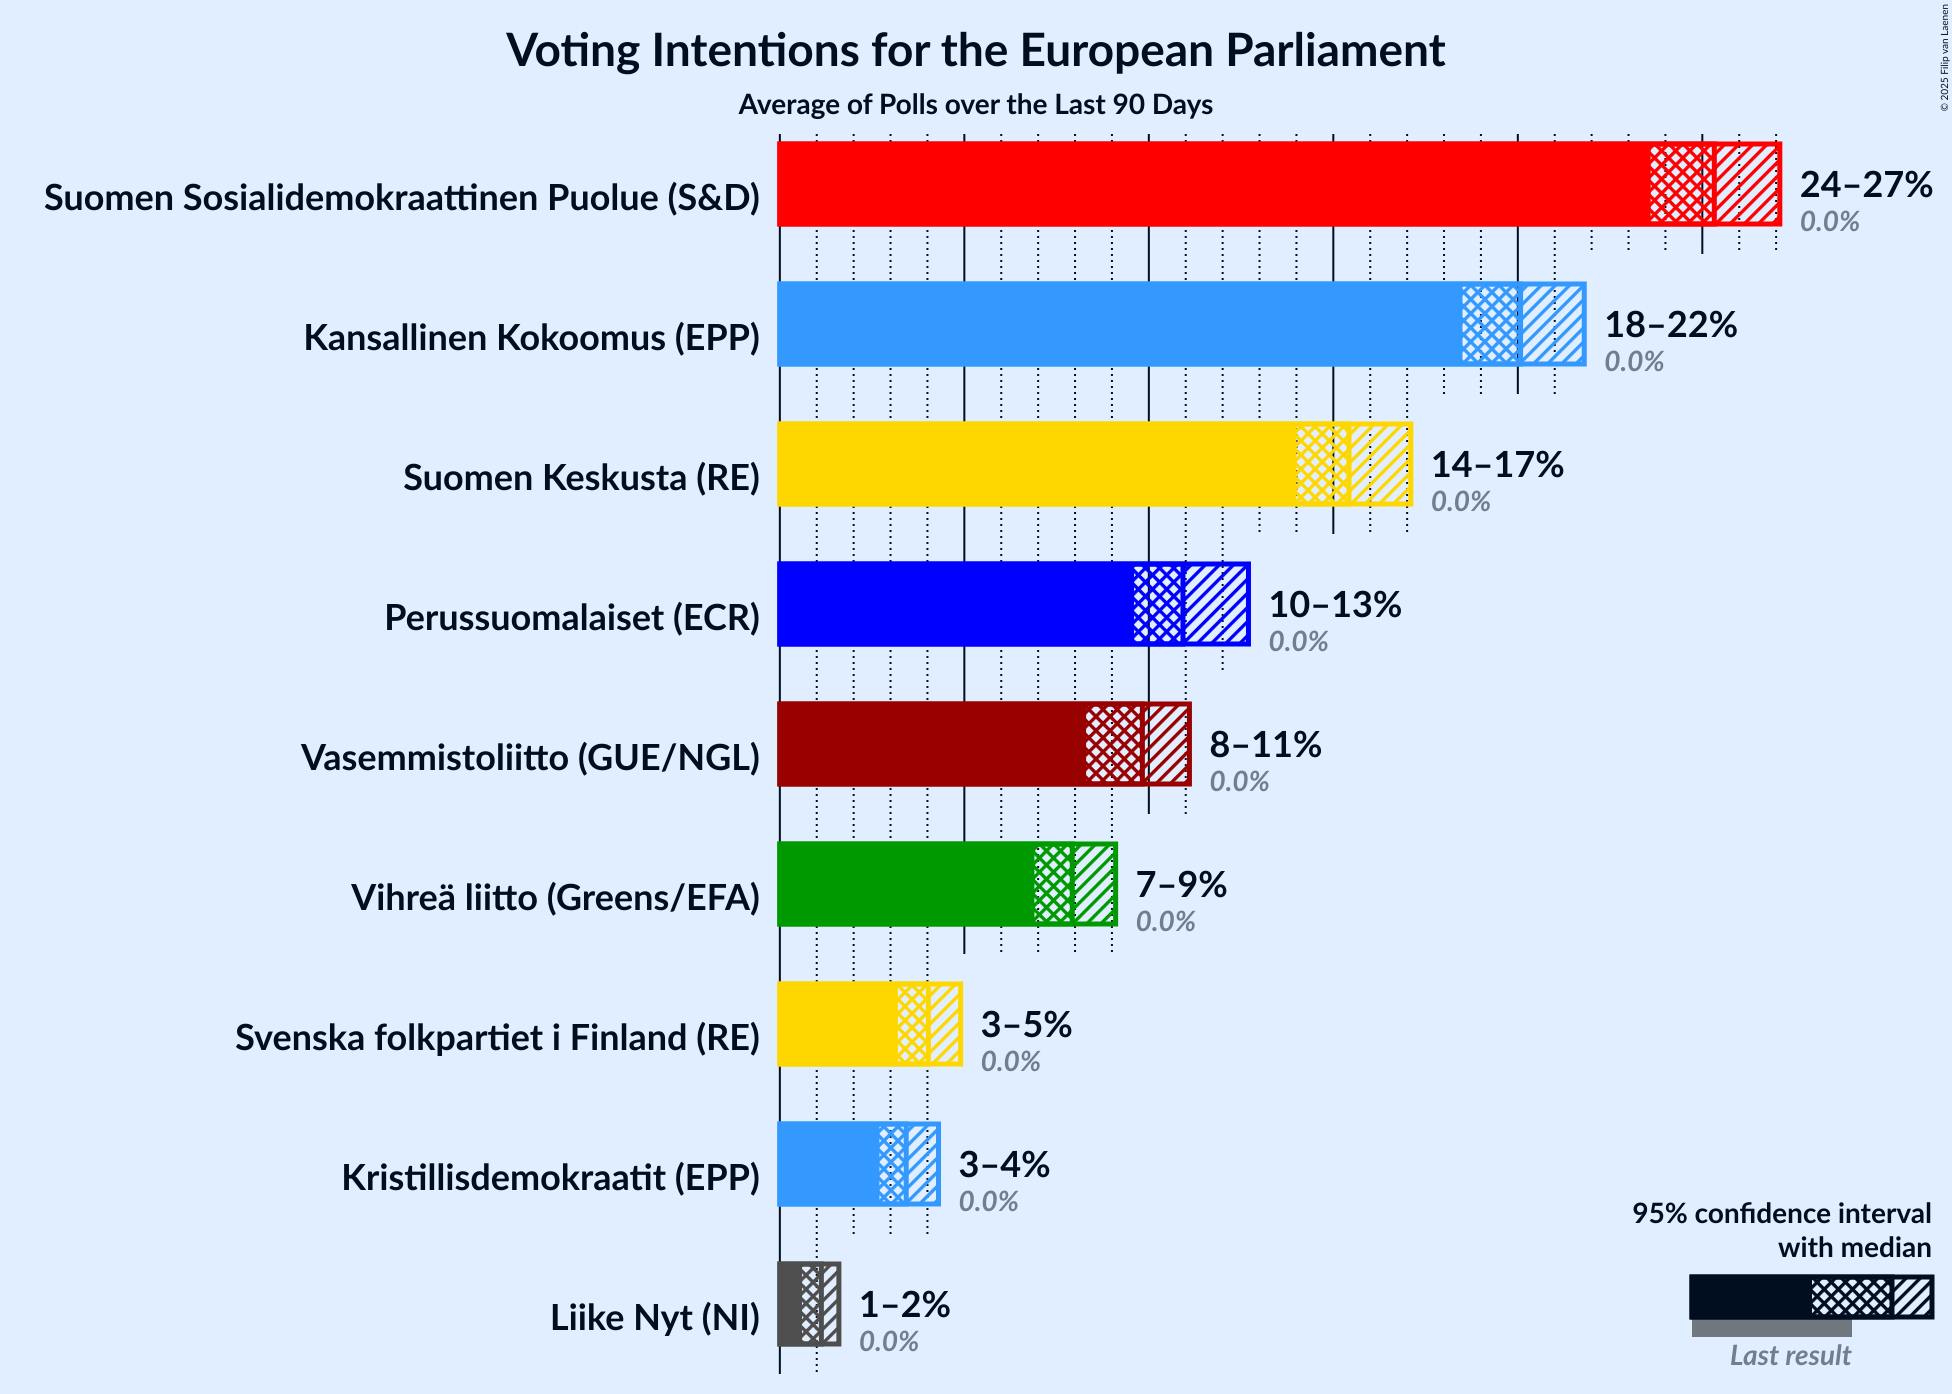 Voting Intentions for the European Parliament
Average of Polls over the Last 90 Days
© 2025 Filip van Laenen
Suomen Sosialidemokraattinen Puolue (S&D)
24–27%
0.0%
Kansallinen Kokoomus (EPP)
18–22%
0.0%
Suomen Keskusta (RE)
14–17%
0.0%
Perussuomalaiset (ECR)
10–13%
0.0%
Vasemmistoliitto (GUE/NGL)
8–11%
0.0%
Vihreä liitto (Greens/EFA)
7–9%
0.0%
Svenska folkpartiet i Finland (RE)
3–5%
0.0%
Kristillisdemokraatit (EPP)
3–4%
0.0%
Liike Nyt (NI)
1–2%
0.0%
95% confidence interval
with median
Last result